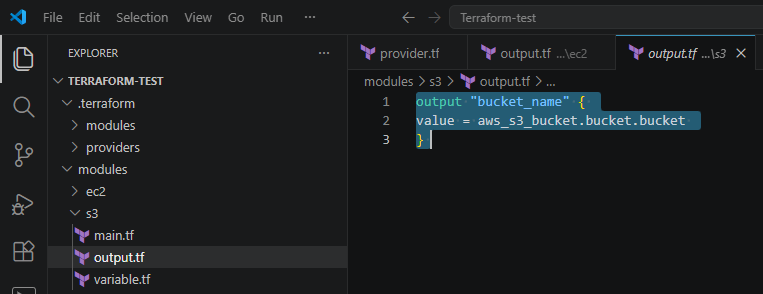 File Edit Selection View Go Run ... Terraform-test
EXPLORER ...
TERRAFORM-TEST
.terraform
modules
providers
modules
ec2
s3
main.tf
output.tf
variable.tf
provider.tf output.tf ...\ec2 output.tf ...\s3
modules > s3 > output.tf > ...
1 output "bucket_name" {
2 value = aws_s3_bucket.bucket.bucket
3 }